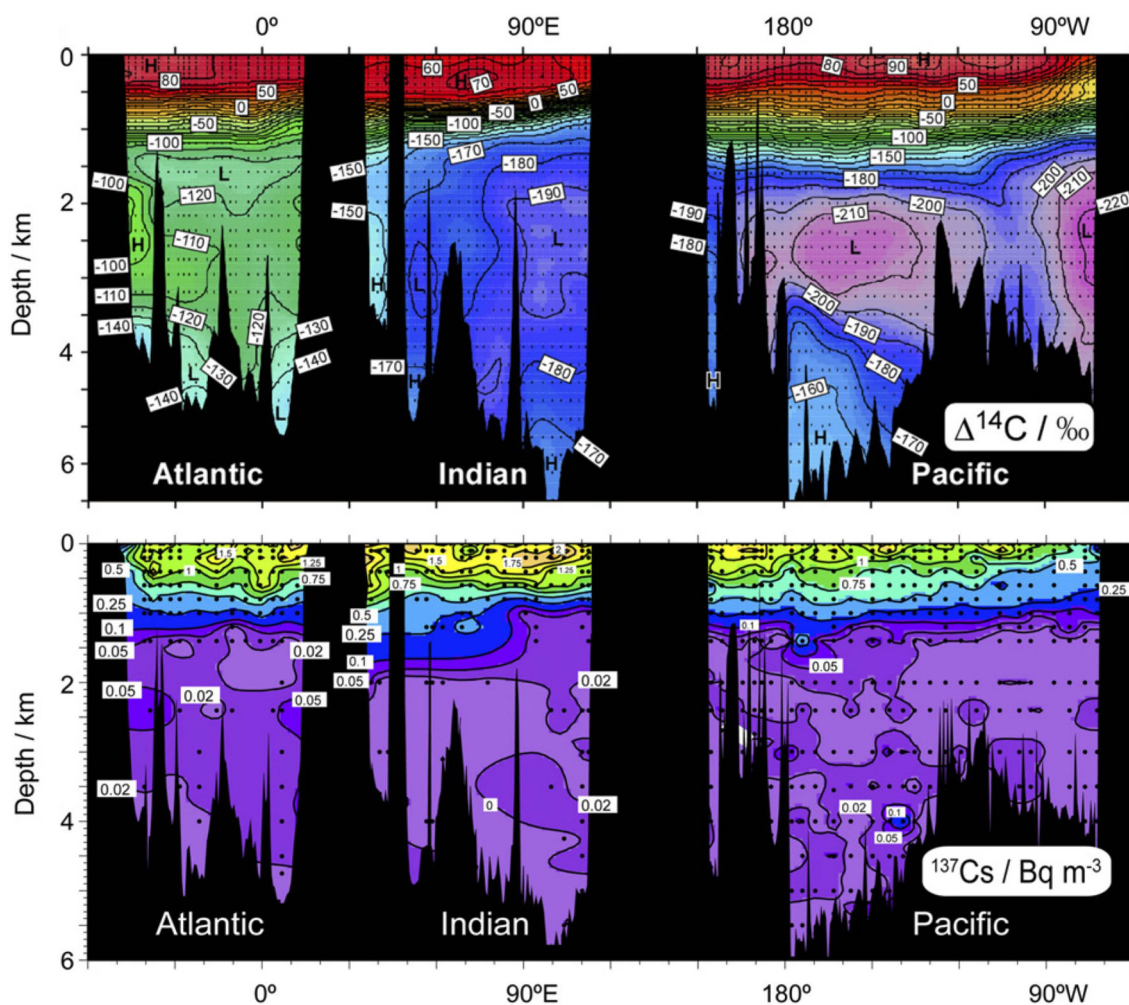 0º 90ºE 180º 90ºW
0
2
4
6
Depth / km
H 80 50 0 -50 -100 -100 L -120 -110 H -100 -110 -140 -120 -120 -130 -140 L -130 -140 L
60 H 70 50 0 -50 -100 -150 -170 -150 -180 -190 -150 L H L -170 H -180 -170 H
H 80 90 50 0 -50 -100 -150 -180 -200 -210 -220 -190 -180 -210 -200 L L -200 -190 -180 -160 -170 H H
Δ¹⁴C / ‰
Atlantic Indian Pacific
0
2
4
6
Depth / km
0.5 1.5 1 1.25 0.75 0.25 0.1 0.05 0.02 0.05 0.02 0.05 0.02
1 1.5 1.75 2 1.25 0.75 0.5 0.25 0.1 0.05 0.02 0 0.02
1 0.75 0.5 0.25 0.1 0.05 0.02 0.1 0.05
¹³⁷Cs / Bq m⁻³
Atlantic Indian Pacific
0º 90ºE 180º 90ºW